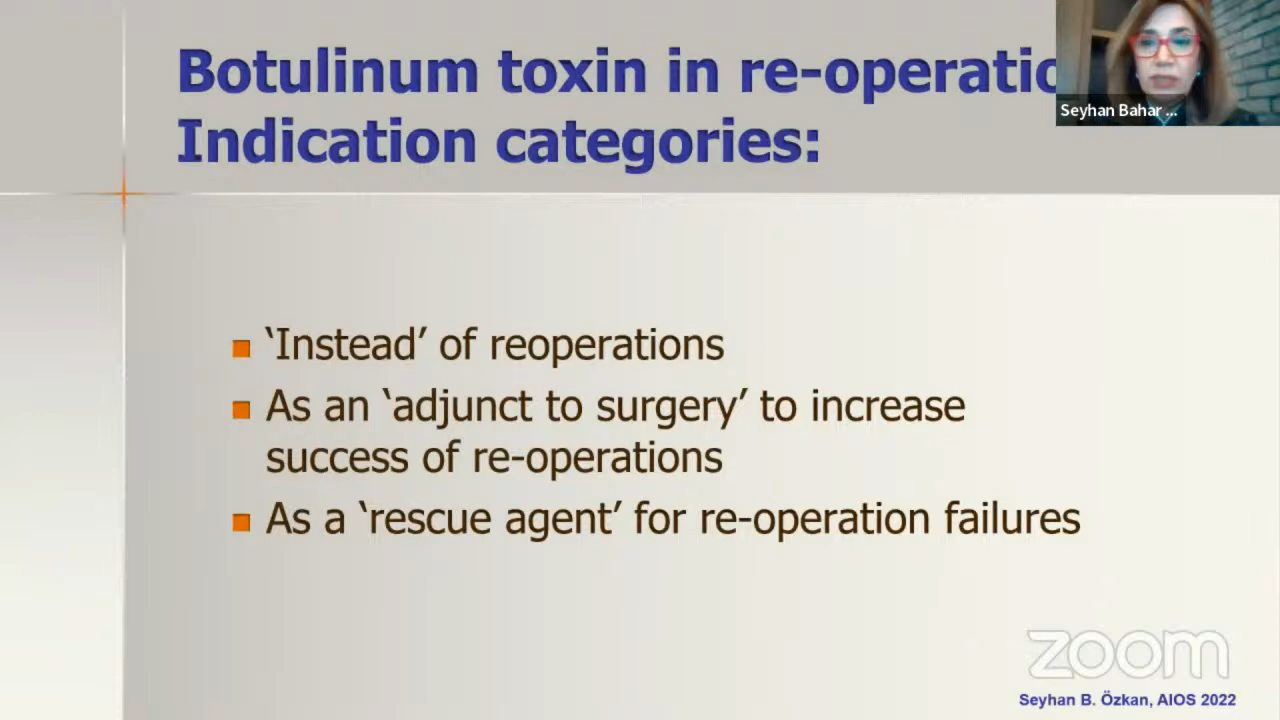 Botulinum toxin in re-operatio
Indication categories:
Seyhan Bahar ...
‘Instead’ of reoperations
As an ‘adjunct to surgery’ to increase
success of re-operations
As a ‘rescue agent’ for re-operation failures
zoom
Seyhan B. Özkan, AIOS 2022